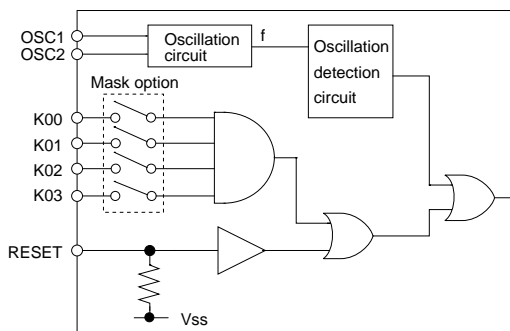 OSC1
OSC2
Oscillation
circuit
f
Oscillation
detection
circuit
Mask option
K00
K01
K02
K03
RESET
Vss